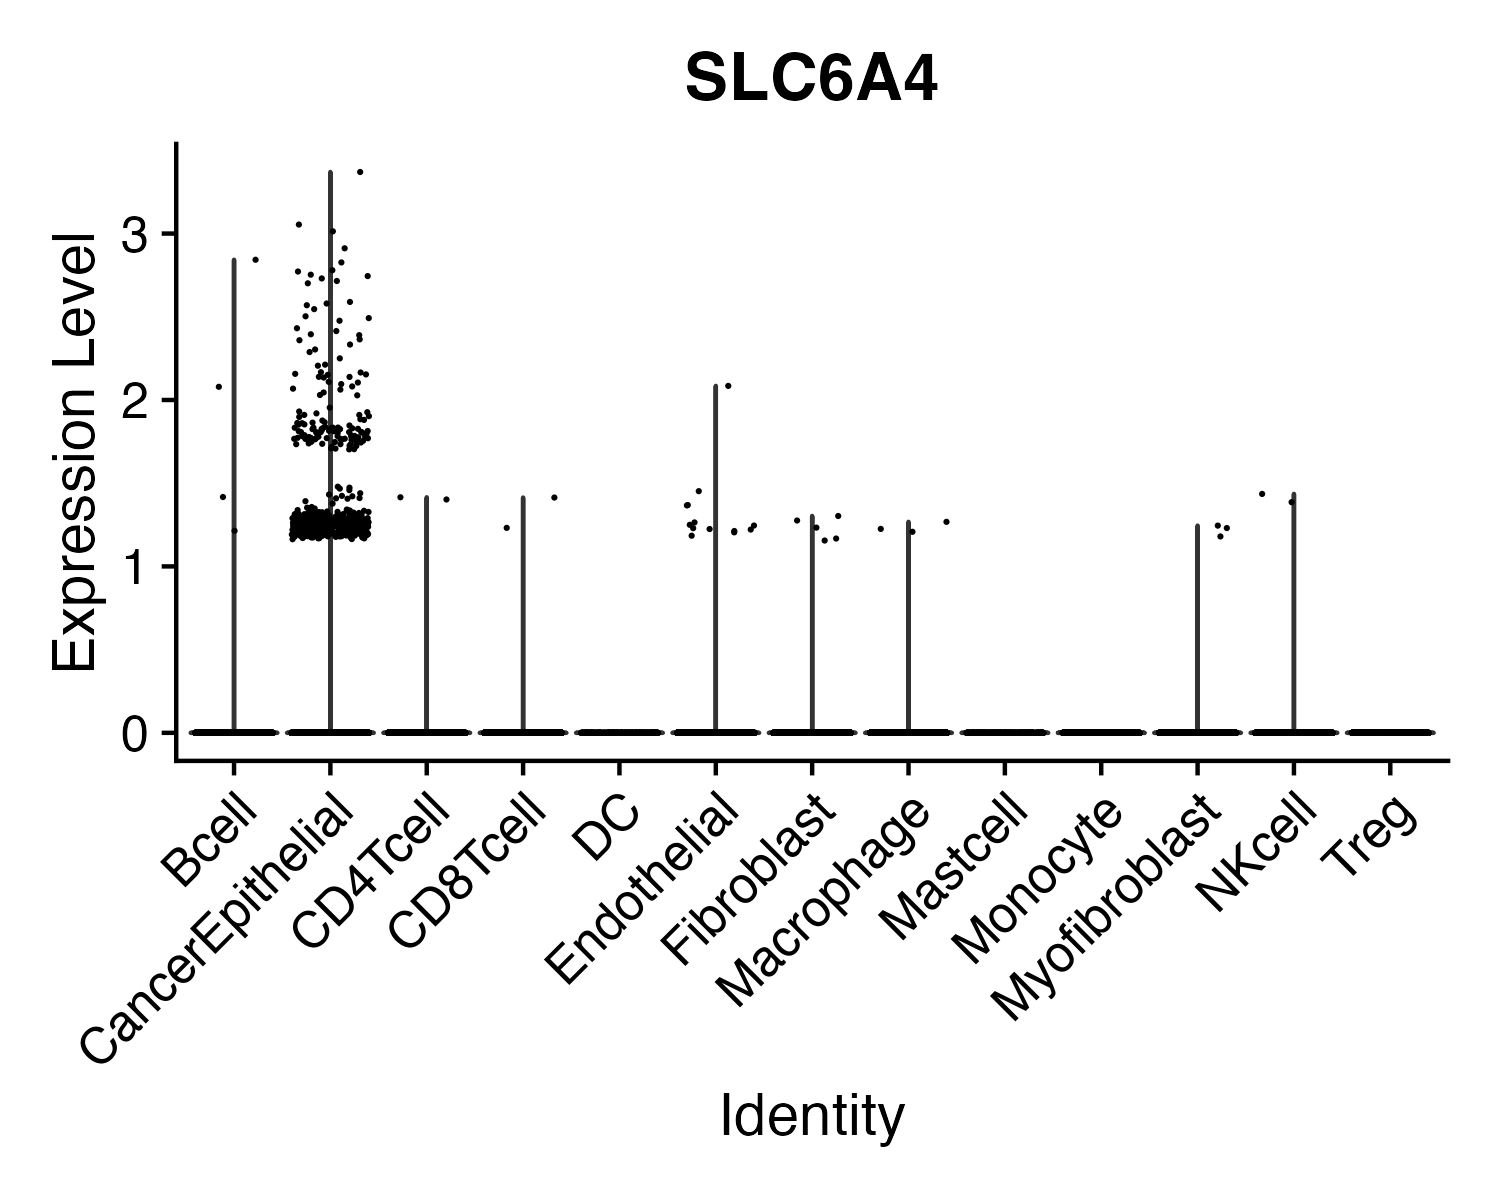 SLC6A4
Expression Level
3
2
1
0
Bcell
CancerEpithelial
CD4Tcell
CD8Tcell
DC
Endothelial
Fibroblast
Macrophage
Mastcell
Monocyte
Myofibroblast
NKcell
Treg
Identity